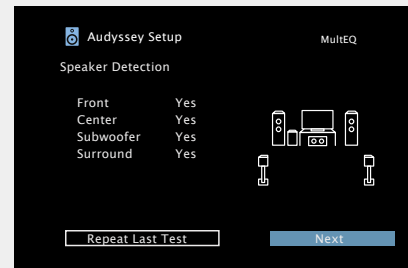 Audyssey Setup
MultEQ
Speaker Detection
Front Yes
Center Yes
Subwoofer Yes
Surround Yes
Repeat Last Test
Next